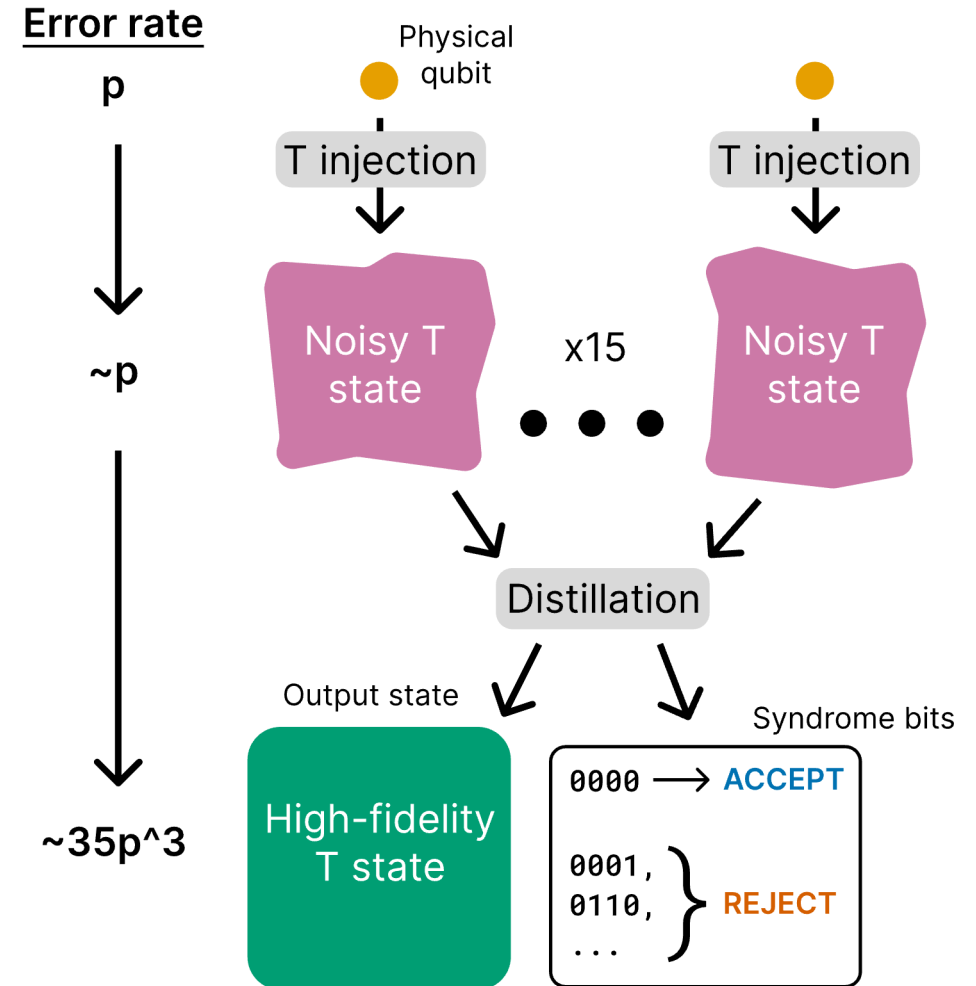 Error rate
p
~p
~35p^3
Physical
qubit
T injection
T injection
Noisy T
state
x15
Noisy T
state
Distillation
Output state
Syndrome bits
High-fidelity
T state
0000 ACCEPT
0001,
0110,
...
REJECT